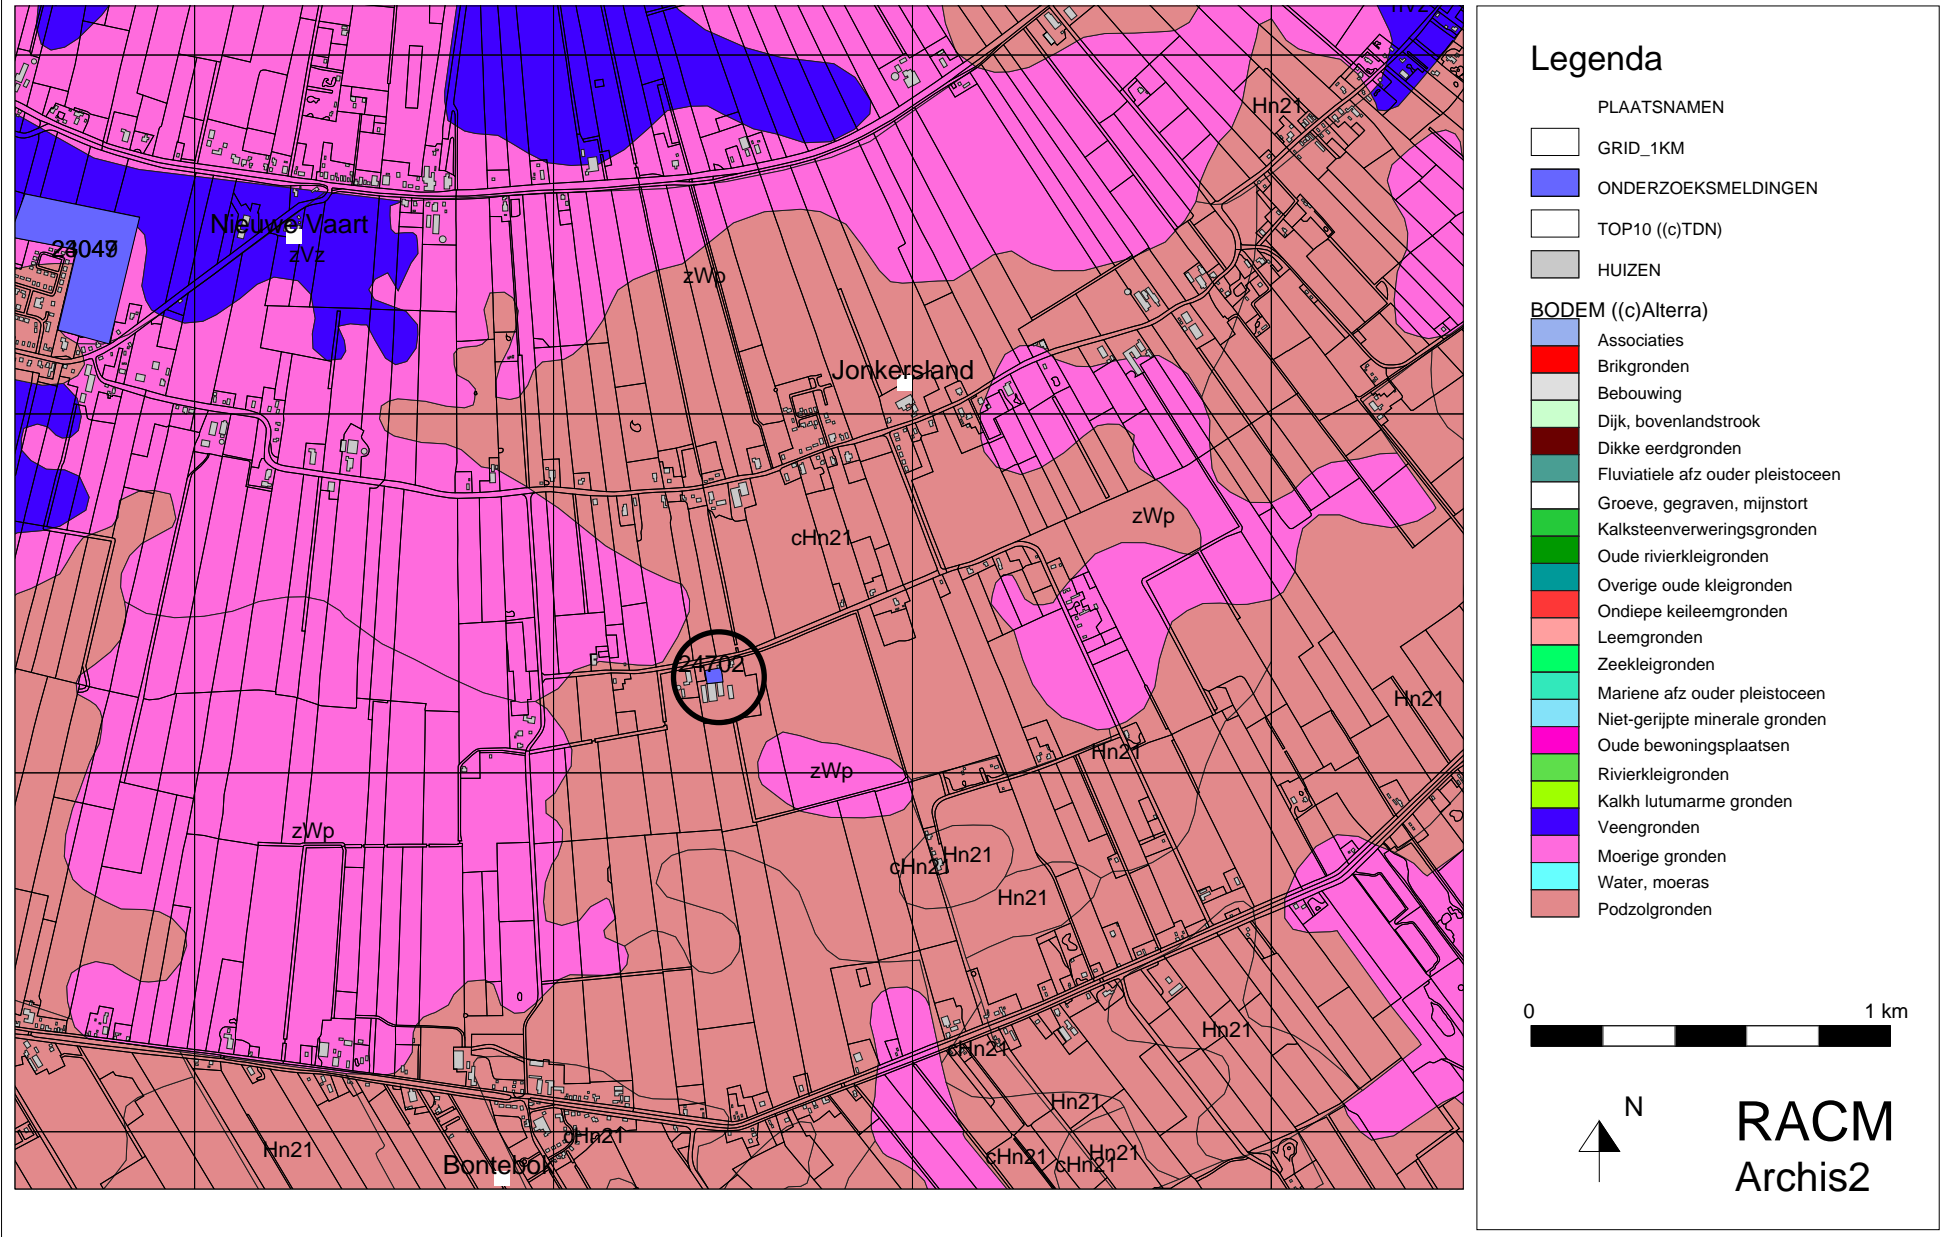 Hn21
Nieuwe Vaart
zVz
zWp
Jonkersland
zWp
cHn21
24702
Hn21
Hn21
zWp
zWp
Hn21
cHn21
Hn21
Hn21
cHn21
Hn21
cHn21
Hn21
Hn21
cHn21
cHn21
Bontebok
Legenda
PLAATSNAMEN
GRID_1KM
ONDERZOEKSMELDINGEN
TOP10 ((c)TDN)
HUIZEN
BODEM ((c)Alterra)
Associaties
Brikgronden
Bebouwing
Dijk, bovenlandstrook
Dikke eerdgronden
Fluviatiele afz ouder pleistoceen
Groeve, gegraven, mijnstort
Kalksteenverweringsgronden
Oude rivierkleigronden
Overige oude kleigronden
Ondiepe keileemgronden
Leemgronden
Zeekleigronden
Mariene afz ouder pleistoceen
Niet-gerijpte minerale gronden
Oude bewoningsplaatsen
Rivierkleigronden
Kalkh lutumarme gronden
Veengronden
Moerige gronden
Water, moeras
Podzolgronden
0 1 km
N
RACM
Archis2